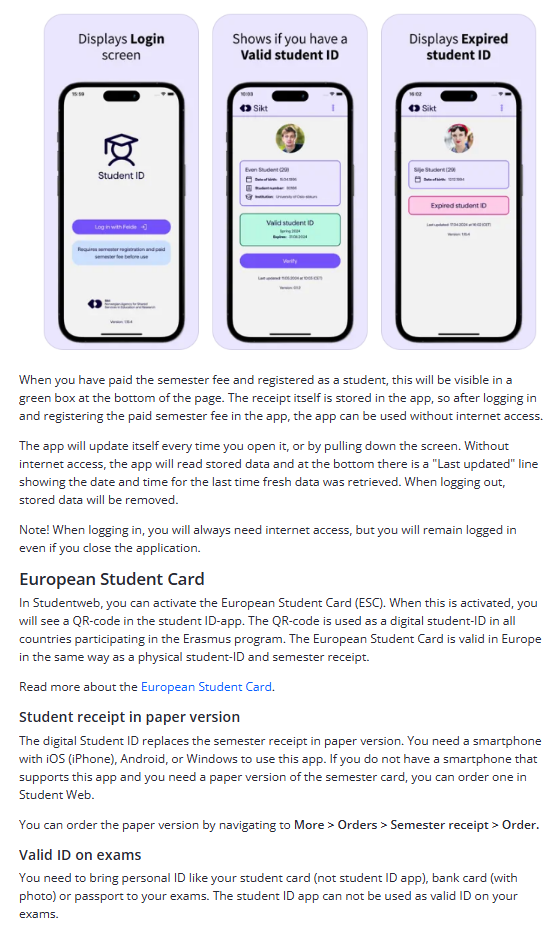 Displays Login
screen
Shows if you have a
Valid student ID
Displays Expired
student ID
15:59
Student ID
Log in with Feide
Requires semester registration and paid
semester fee before use
Sikt
Norwegian Agency for Shared
Services in Education and Research
16:03
Sikt
Even Student (29)
Date of birth:
Student number:
Institution: University of
Valid student ID
Spring 2024
Expires:
Verify
Last updated:
16:02
Sikt
Silje Student (29)
Date of birth:
Expired student ID
Last updated:
When you have paid the semester fee and registered as a student, this will be visible in a
green box at the bottom of the page. The receipt itself is stored in the app, so after logging in
and registering the paid semester fee in the app, the app can be used without internet access.
The app will update itself every time you open it, or by pulling down the screen. Without
internet access, the app will read stored data and at the bottom there is a "Last updated" line
showing the date and time for the last time fresh data was retrieved. When logging out,
stored data will be removed.
Note! When logging in, you will always need internet access, but you will remain logged in
even if you close the application.
European Student Card
In Studentweb, you can activate the European Student Card (ESC). When this is activated, you
will see a QR-code in the student ID-app. The QR-code is used as a digital student-ID in all
countries participating in the Erasmus program. The European Student Card is valid in Europe
in the same way as a physical student-ID and semester receipt.
Read more about the European Student Card.
Student receipt in paper version
The digital Student ID replaces the semester receipt in paper version. You need a smartphone
with iOS (iPhone), Android, or Windows to use this app. If you do not have a smartphone that
supports this app and you need a paper version of the semester card, you can order one in
Student Web.
You can order the paper version by navigating to More > Orders > Semester receipt > Order.
Valid ID on exams
You need to bring personal ID like your student card (not student ID app), bank card (with
photo) or passport to your exams. The student ID app can not be used as valid ID on your
exams.